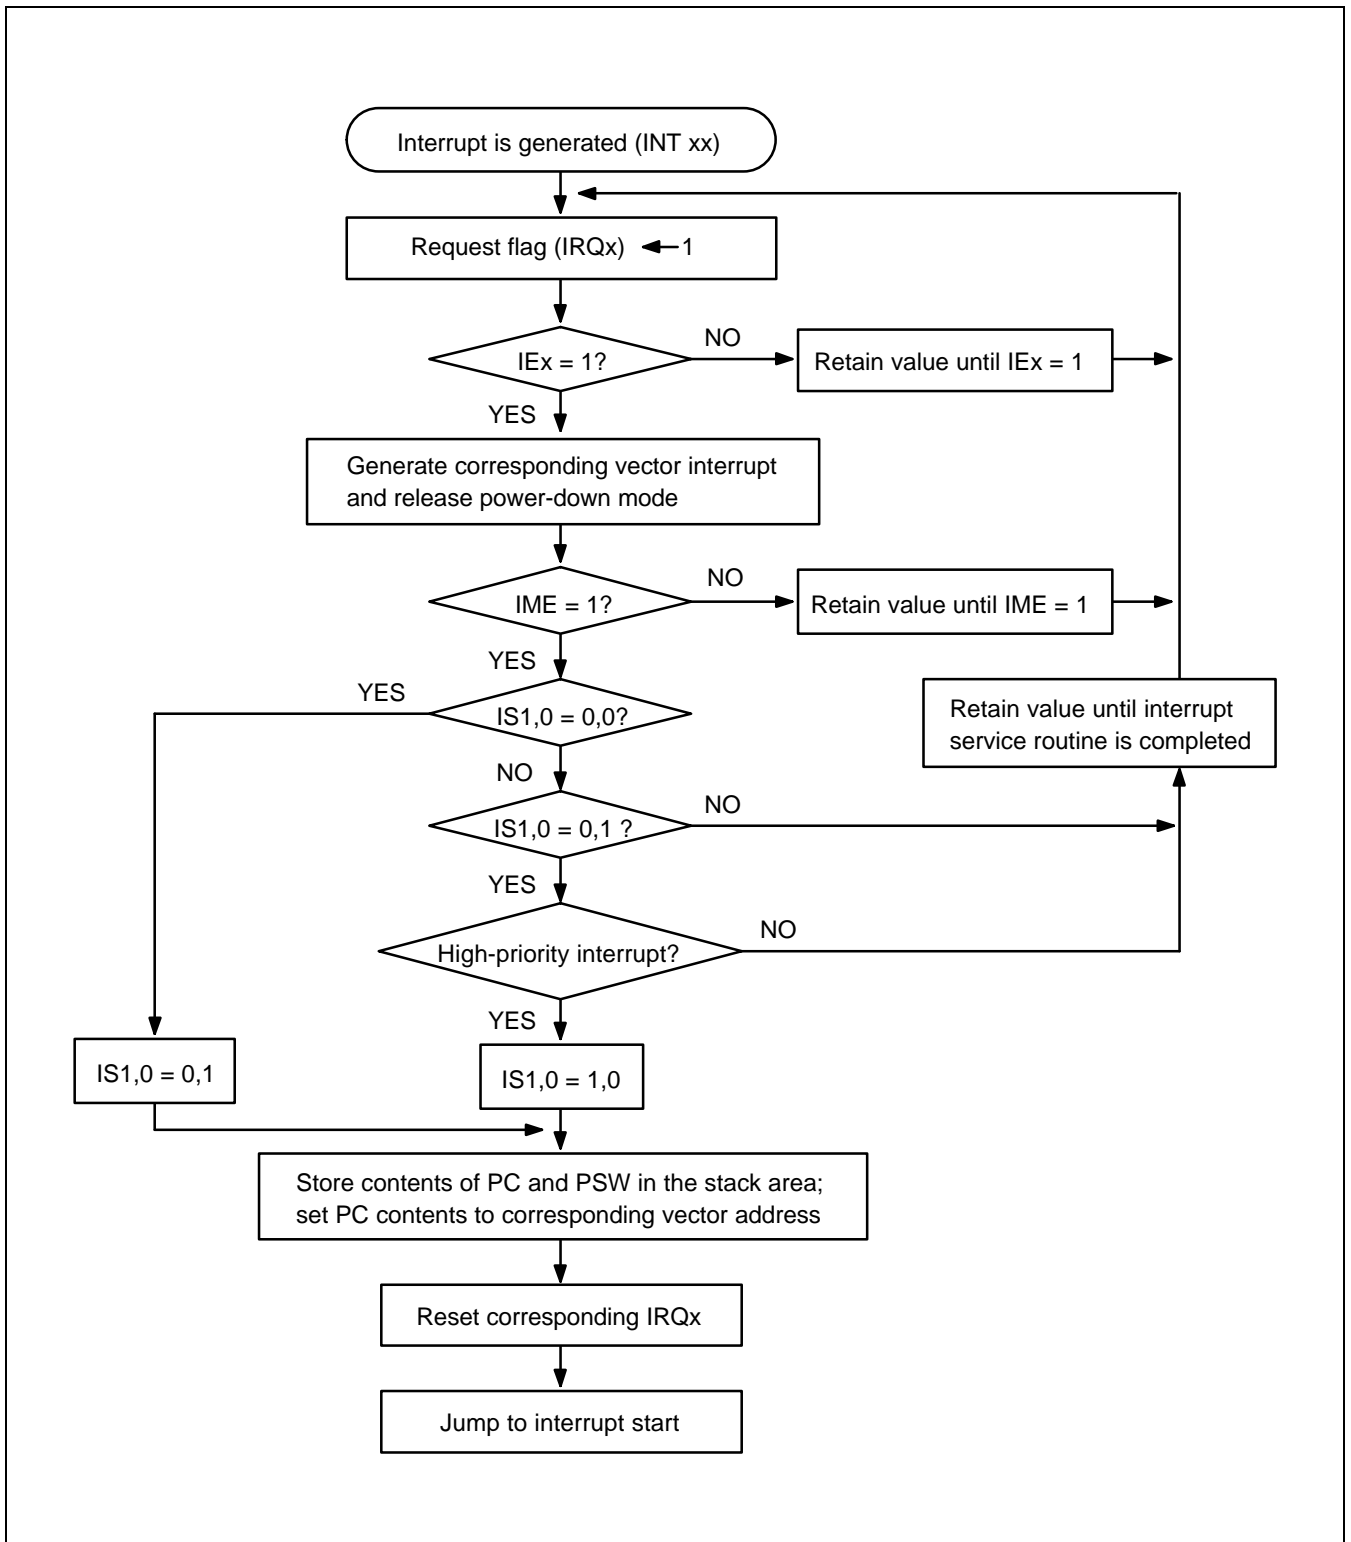 Interrupt is generated (INT xx)
Request flag (IRQx) ← 1
IEx = 1?
NO
Retain value until IEx = 1
YES
Generate corresponding vector interrupt
and release power-down mode
IME = 1?
NO
Retain value until IME = 1
YES
YES
IS1,0 = 0,0?
Retain value until interrupt
service routine is completed
NO
IS1,0 = 0,1 ?
NO
YES
High-priority interrupt?
NO
YES
IS1,0 = 0,1
IS1,0 = 1,0
Store contents of PC and PSW in the stack area;
set PC contents to corresponding vector address
Reset corresponding IRQx
Jump to interrupt start